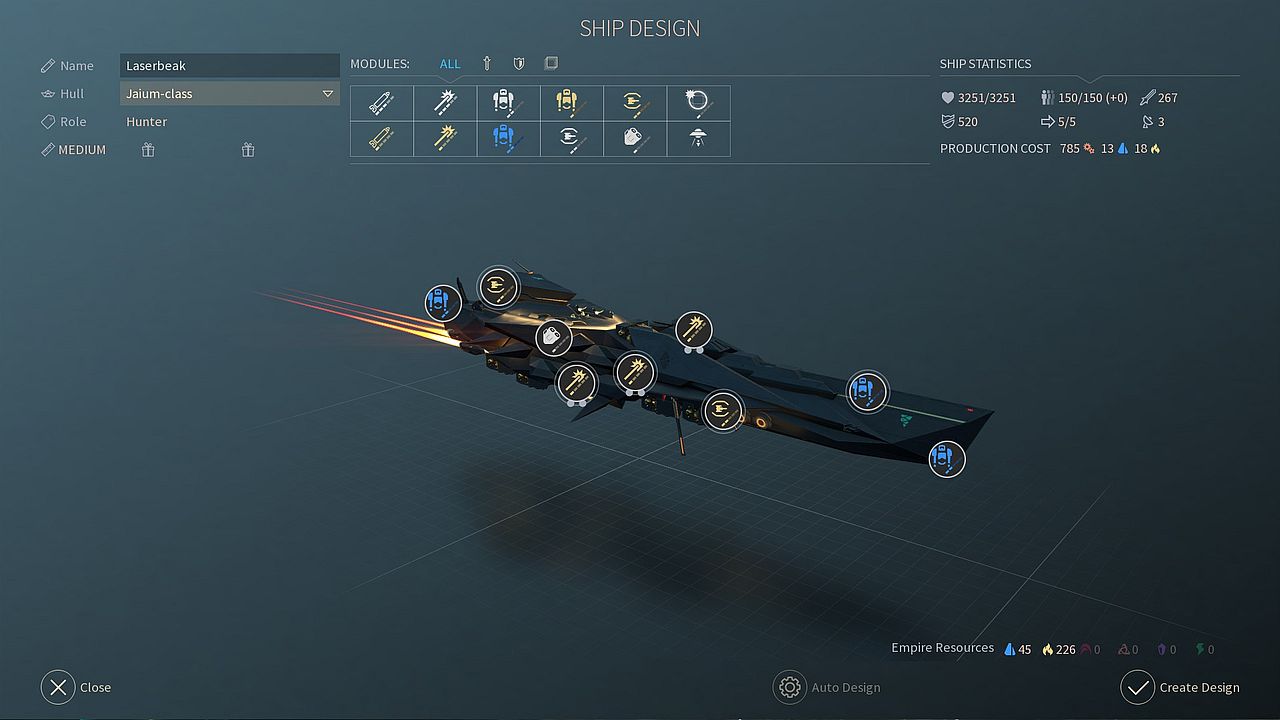 SHIP DESIGN
Name Laserbeak
Hull Jaium-class
Role Hunter
MEDIUM
MODULES: ALL
SHIP STATISTICS
3251/3251 150/150 (+0) 267
520 5/5 3
PRODUCTION COST 785 13 18
Empire Resources 45 226 0 0 0 0
Close
Auto Design
Create Design